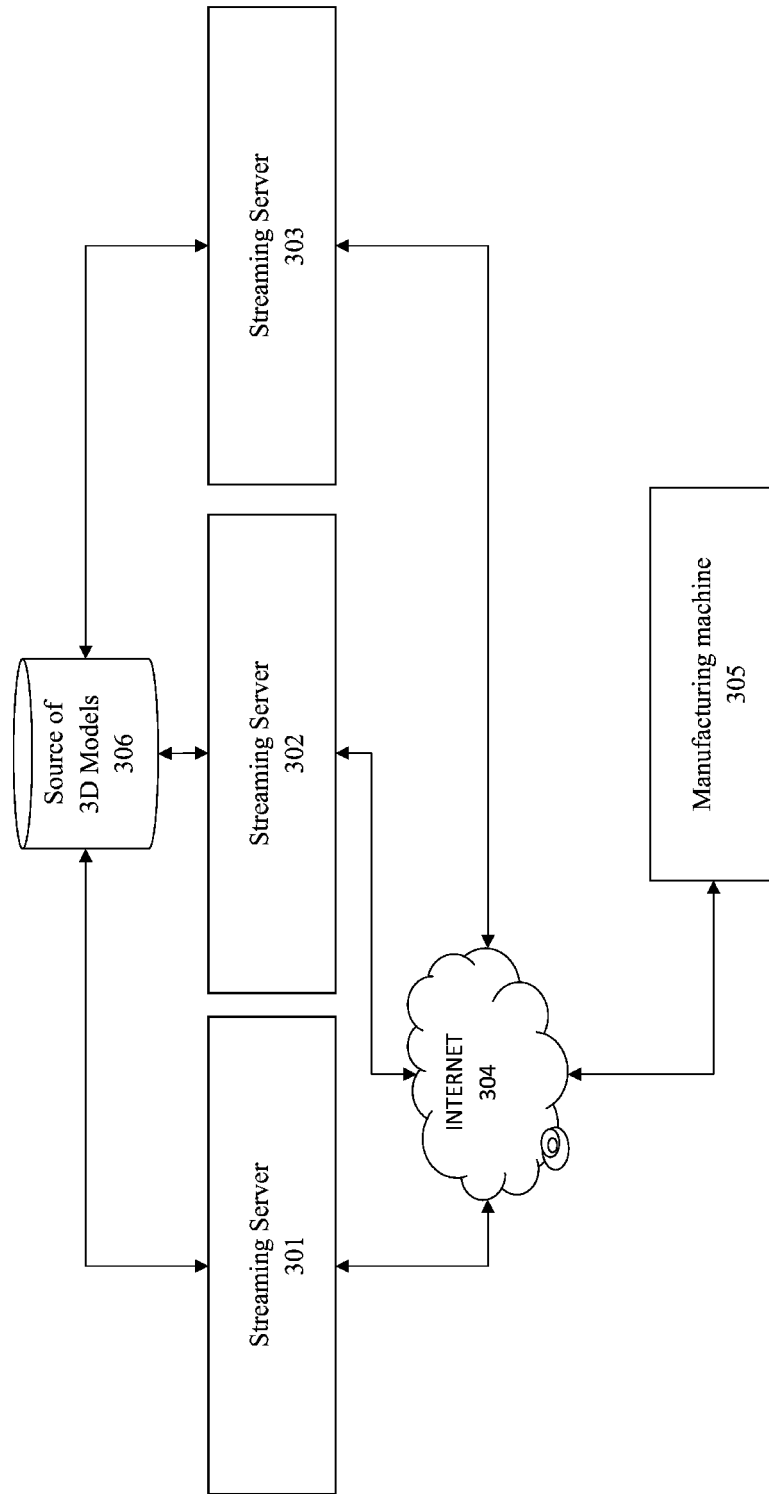 Source of
3D Models
306
Streaming Server
301
Streaming Server
302
Streaming Server
303
INTERNET
304
Manufacturing machine
305